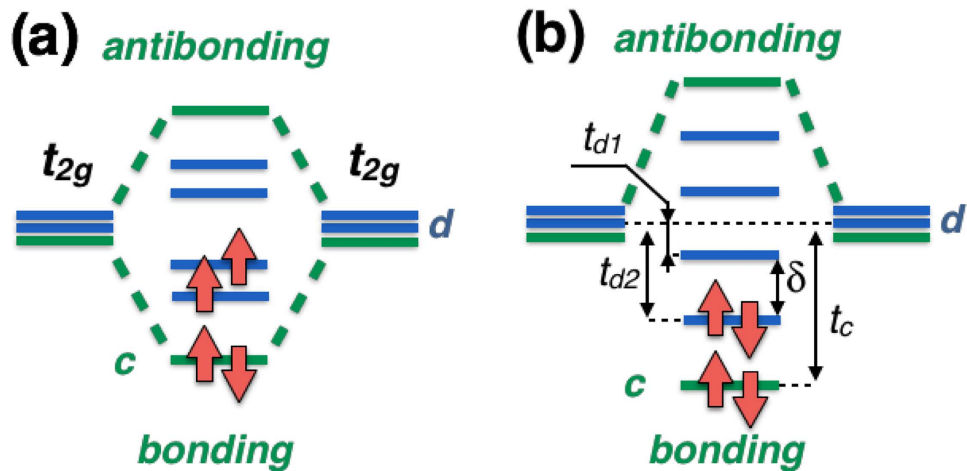 (a)
antibonding
t2g
t2g
d
c
bonding
(b)
antibonding
td1
d
td2
δ
tc
c
bonding